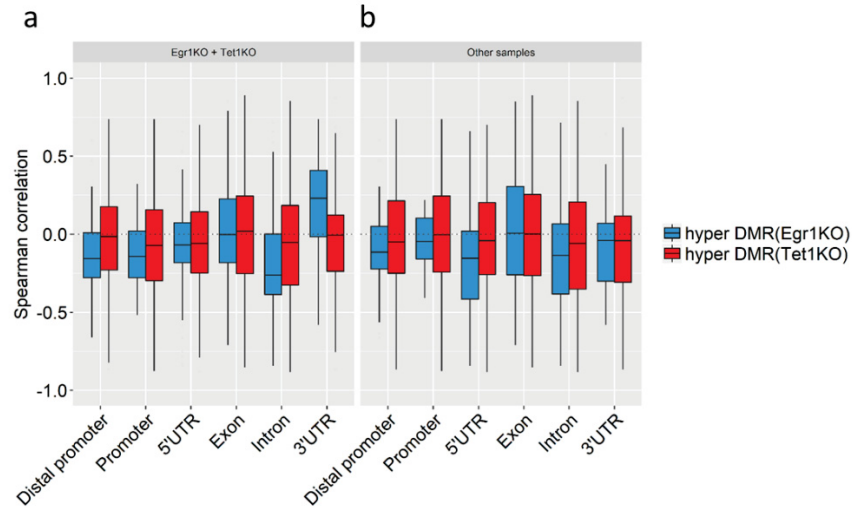 a
b
Egr1KO + Tet1KO
Other samples
1.0
0.5
0.0
-0.5
-1.0
Spearman correlation
Distal promoter
Promoter
5'UTR
Exon
Intron
3'UTR
Distal promoter
Promoter
5'UTR
Exon
Intron
3'UTR
hyper DMR(Egr1KO)
hyper DMR(Tet1KO)